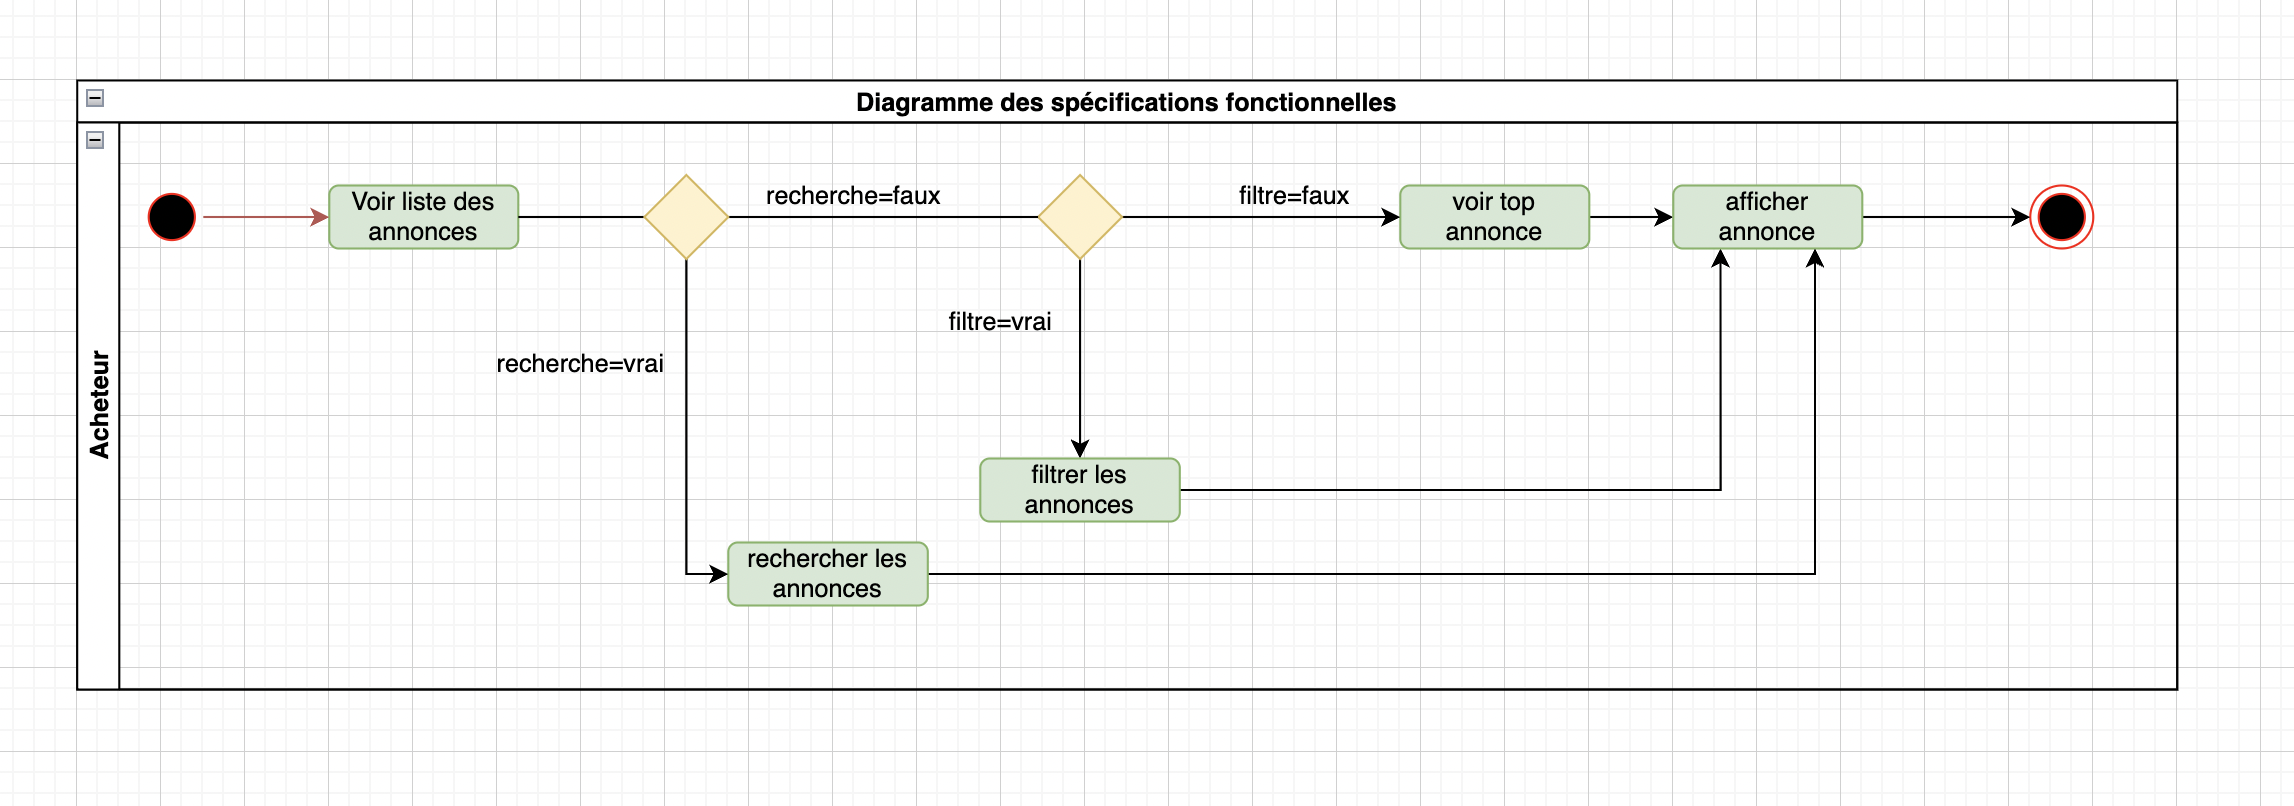 Diagramme des spécifications fonctionnelles
Acheteur
Voir liste des
annonces
recherche=faux
filtre=faux
voir top
annonce
afficher
annonce
filtre=vrai
recherche=vrai
filtrer les
annonces
rechercher les
annonces